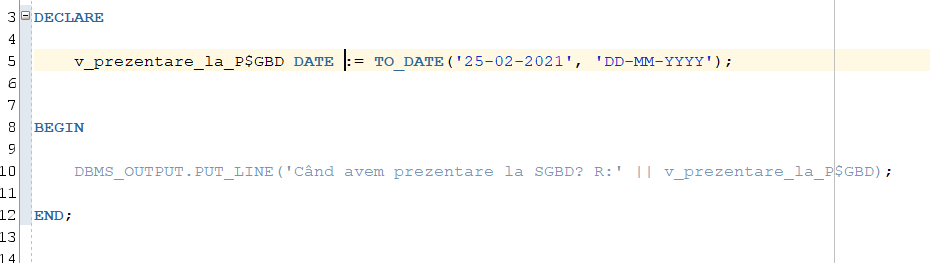 3 DECLARE
4
5 v_prezentare_la_P$GBD DATE := TO_DATE('25-02-2021', 'DD-MM-YYYY');
6
7
8 BEGIN
9
10 DBMS_OUTPUT.PUT_LINE('Când avem prezentare la SGBD? R:' || v_prezentare_la_P$GBD);
11
12 END;
13
14